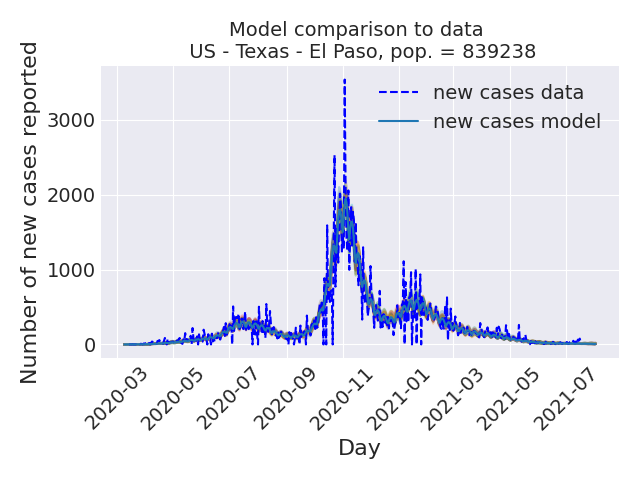 Model comparison to data
US - Texas - El Paso, pop. = 839238
new cases data
new cases model
Number of new cases reported
3000
2000
1000
0
2020-03
2020-05
2020-07
2020-09
2020-11
2021-01
2021-03
2021-05
2021-07
Day